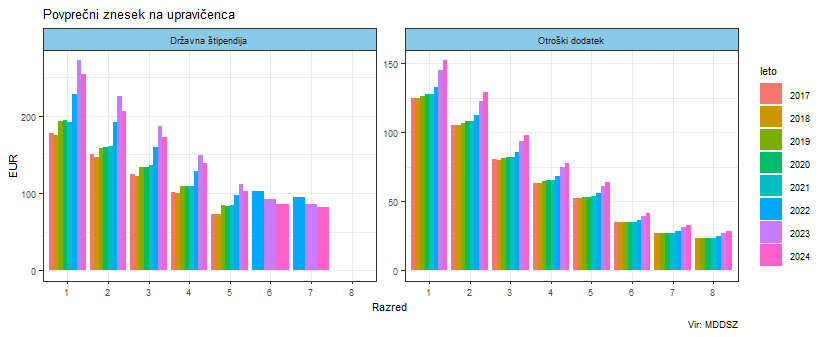 Povprečni znesek na upravičenca
Državna štipendija
Otroški dodatek
EUR
200
100
0
150
100
50
0
1 2 3 4 5 6 7 8
1 2 3 4 5 6 7 8
Razred
leto
2017
2018
2019
2020
2021
2022
2023
2024
Vir: MDDSZ